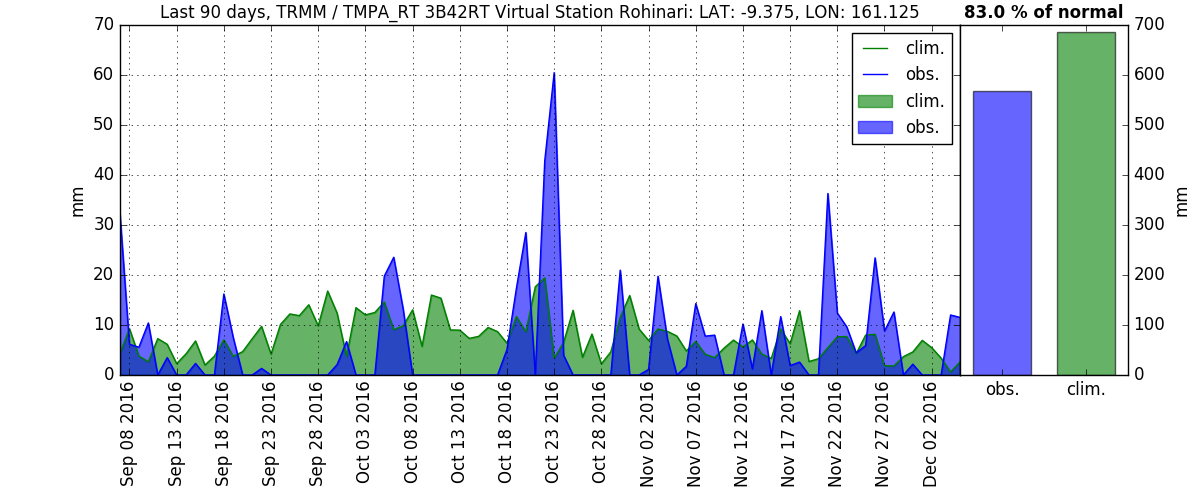 Last 90 days, TRMM / TMPA_RT 3B42RT Virtual Station Rohinari: LAT: -9.375, LON: 161.125
83.0 % of normal
70
60
50
40
30
20
10
0
mm
clim.
obs.
clim.
obs.
700
600
500
400
300
200
100
0
mm
Sep 08 2016
Sep 13 2016
Sep 18 2016
Sep 23 2016
Sep 28 2016
Oct 03 2016
Oct 08 2016
Oct 13 2016
Oct 18 2016
Oct 23 2016
Oct 28 2016
Nov 02 2016
Nov 07 2016
Nov 12 2016
Nov 17 2016
Nov 22 2016
Nov 27 2016
Dec 02 2016
obs.
clim.